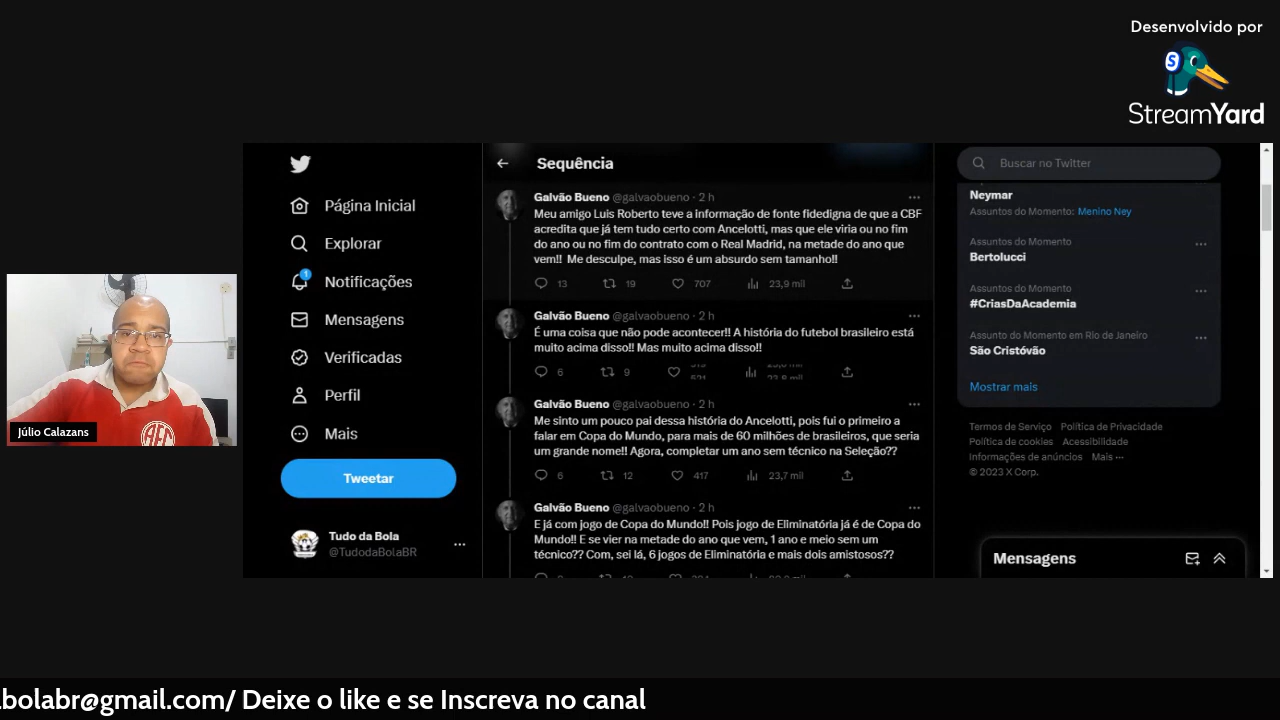 Desenvolvido por
StreamYard
Júlio Calazans
Página Inicial
Explorar
1
Notificações
Mensagens
Verificadas
Perfil
Mais
Tweetar
Tudo da Bola
@TudodaBolaBR
Sequência
Galvão Bueno @galvaobueno · 2 h
Meu amigo Luis Roberto teve a informação de fonte fidedigna de que a CBF
acredita que já tem tudo certo com Ancelotti, mas que ele viria ou no fim
do ano ou no fim do contrato com o Real Madrid, na metade do ano que
vem!! Me desculpe, mas isso é um absurdo sem tamanho!!
13 19 707 23,9 mil
Galvão Bueno @galvaobueno · 2 h
É uma coisa que não pode acontecer!! A história do futebol brasileiro está
muito acima disso!! Mas muito acima disso!!
6 9
Galvão Bueno @galvaobueno · 2 h
Me sinto um pouco pai dessa história do Ancelotti, pois fui o primeiro a
falar em Copa do Mundo, para mais de 60 milhões de brasileiros, que seria
um grande nome!! Agora, completar um ano sem técnico na Seleção??
6 12 417 23,7 mil
Galvão Bueno @galvaobueno · 2 h
E já com jogo de Copa do Mundo!! Pois jogo de Eliminatória já é de Copa do
Mundo!! E se vier na metade do ano que vem, 1 ano e meio sem um
técnico?? Com, sei lá, 6 jogos de Eliminatória e mais dois amistosos??
Buscar no Twitter
Neymar
Assuntos do Momento: Menino Ney
Assuntos do Momento
Bertolucci
Assuntos do Momento
#CriasDaAcademia
Assunto do Momento em Rio de Janeiro
São Cristóvão
Mostrar mais
Termos de Serviço Política de Privacidade
Política de cookies Acessibilidade
Informações de anúncios Mais ···
© 2023 X Corp.
Mensagens
.bolabr@gmail.com/ Deixe o like e se Inscreva no canal